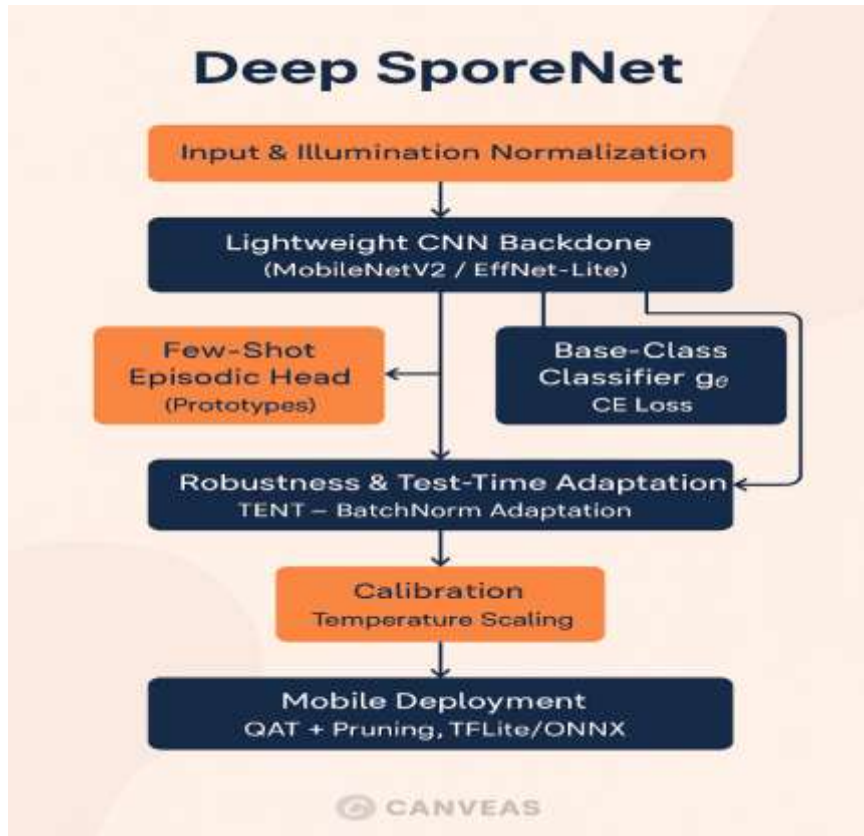 Deep SporeNet
Input & Illumination Normalization
Lightweight CNN Backdone
(MobileNetV2 / EffNet-Lite)
Few-Shot
Episodic Head
(Prototypes)
Base-Class
Classifier gₑ
CE Loss
Robustness & Test-Time Adaptation
TENT – BatchNorm Adaptation
Calibration
Temperature Scaling
Mobile Deployment
QAT + Pruning, TFLite/ONNX
CANVEAS